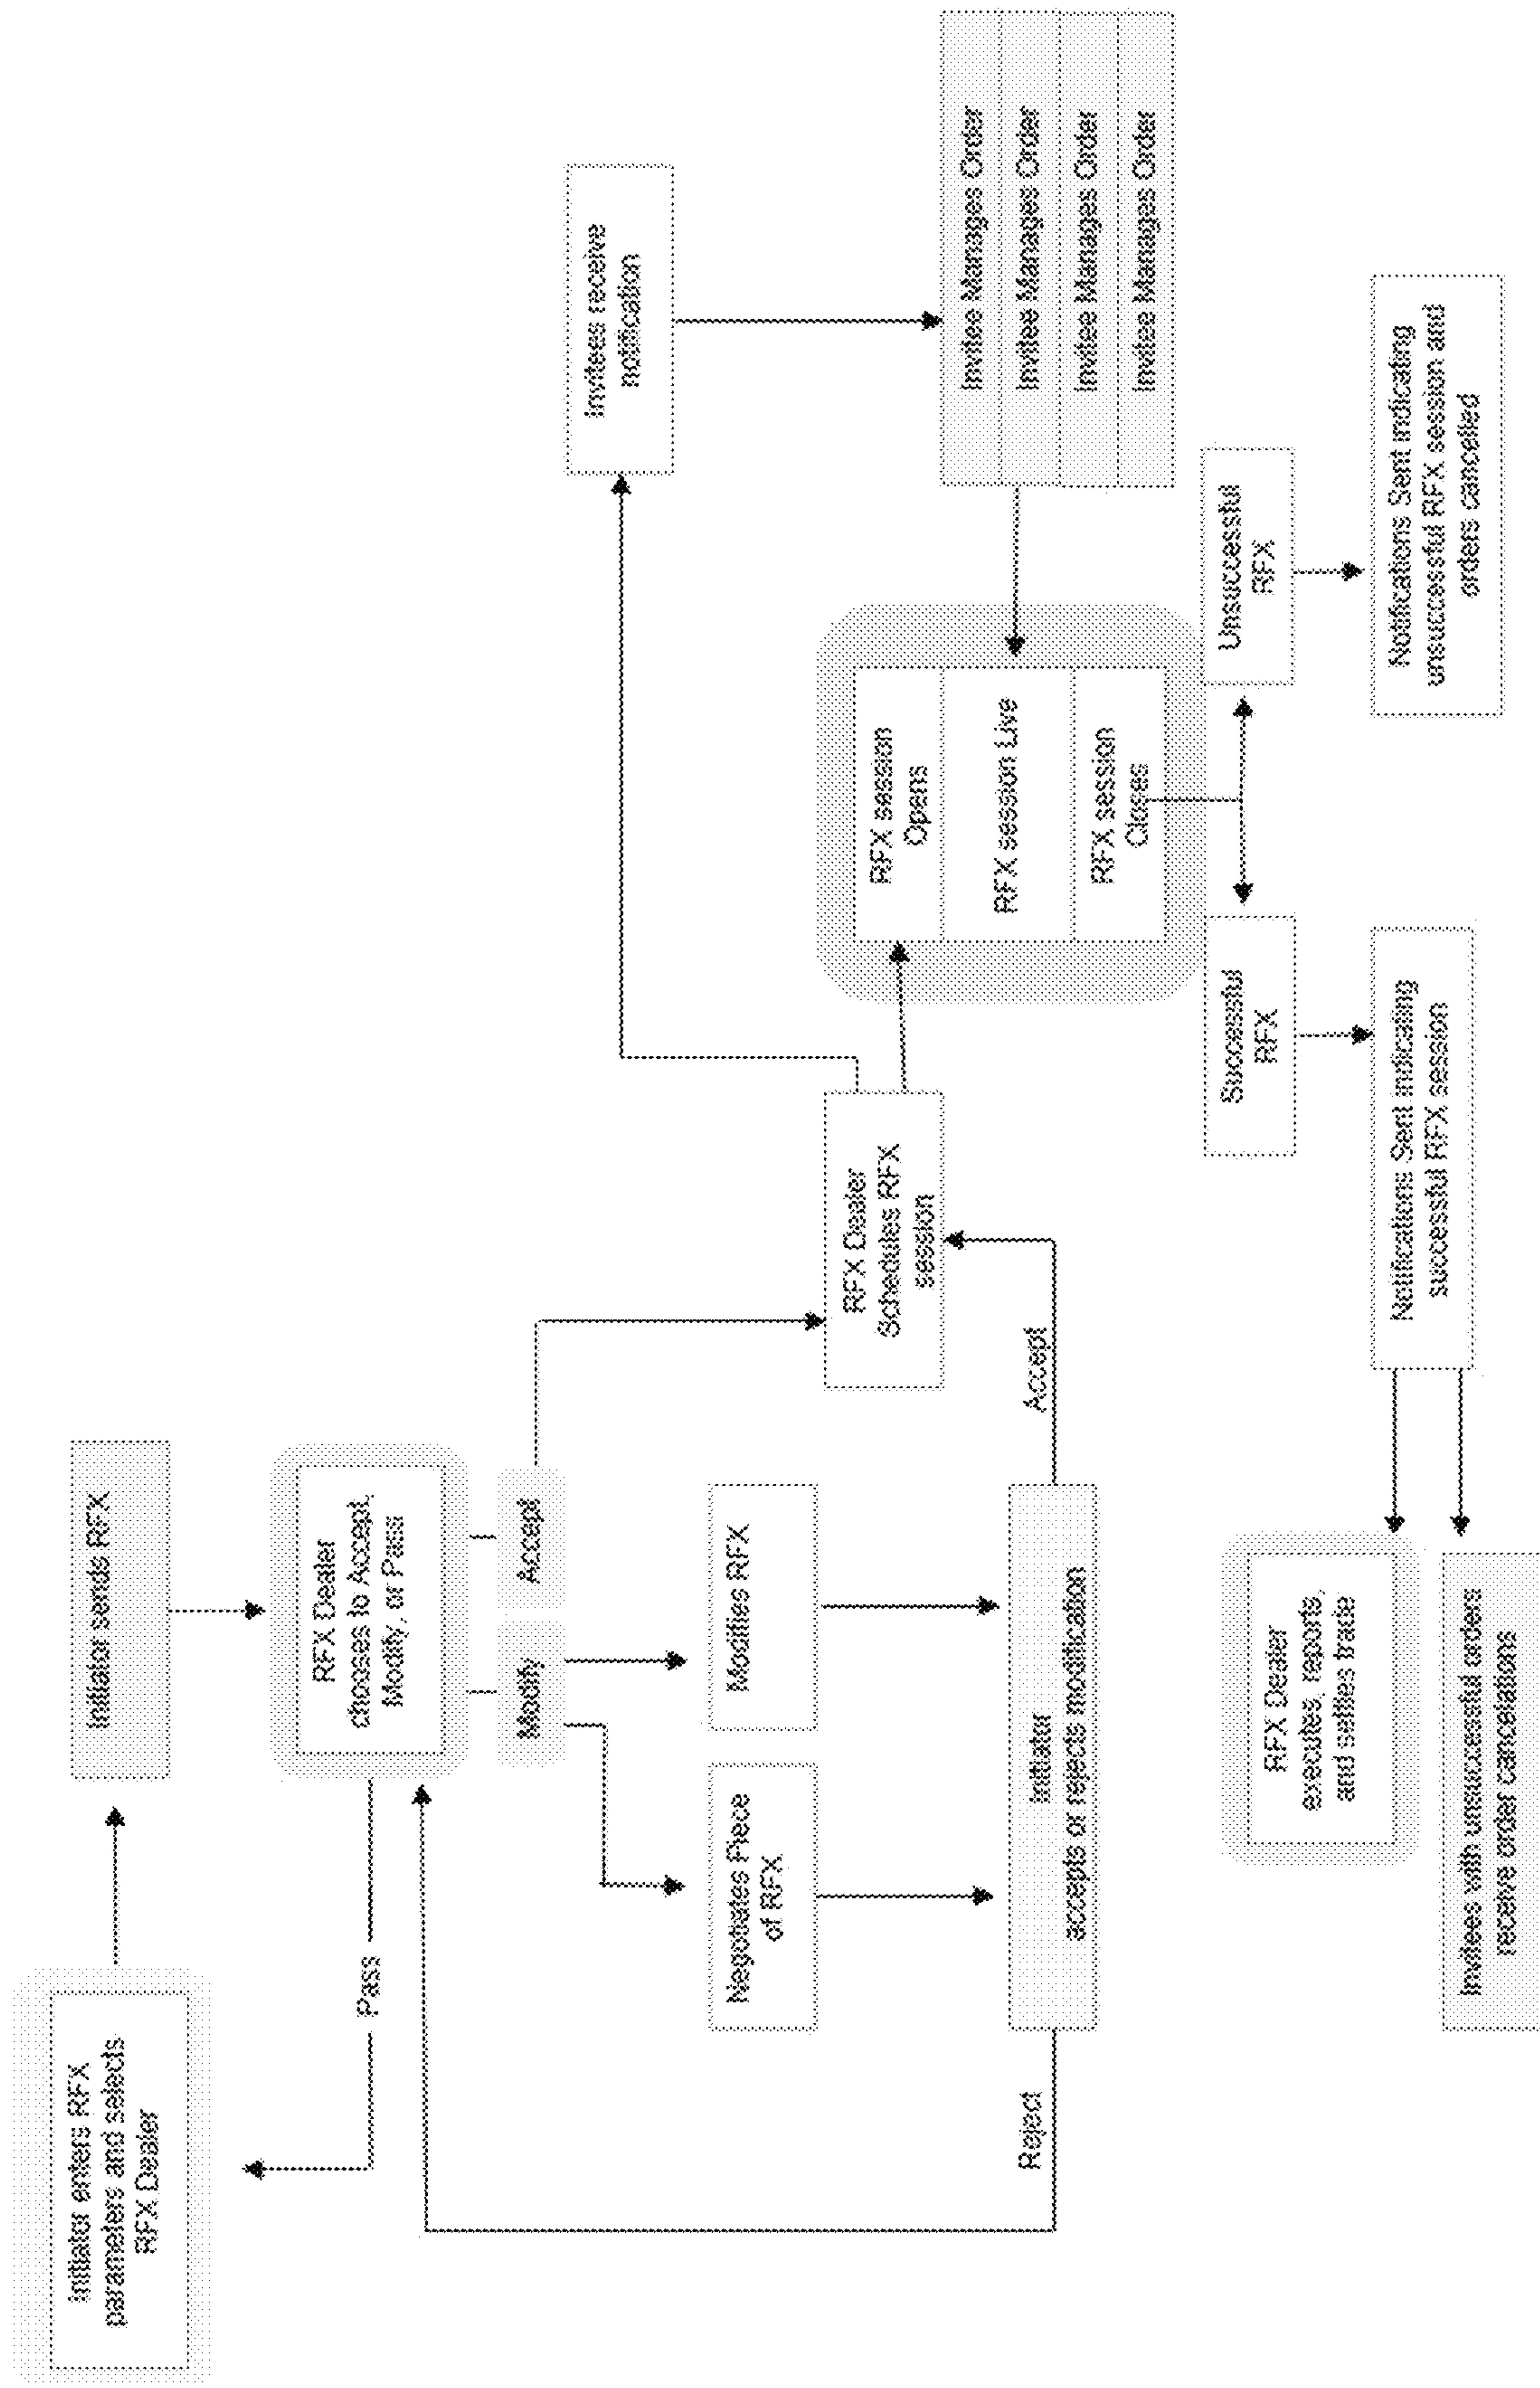 Initiator enters RFX
parameters and selects
RFX Dealer
Initiator sends RFX
RFX Dealer
chooses to Accept,
Modify, or Pass
Pass
Modify
Accept
Negotiates Piece
of RFX
Modifies RFX
Initiator
accepts or rejects modification
Reject
Accept
RFX Dealer
Schedules RFX
session
Invitees receive
notification
Invitee Manages Order
Invitee Manages Order
Invitee Manages Order
Invitee Manages Order
RFX session
Opens
RFX session Live
RFX session
Closes
Successful
RFX
Unsuccessful
RFX
Notifications Sent indicating
successful RFX session
Notifications Sent indicating
unsuccessful RFX session and
orders cancelled
RFX Dealer
executes, reports,
and settles trade
Invitees with unsuccessful orders
receive order cancelations